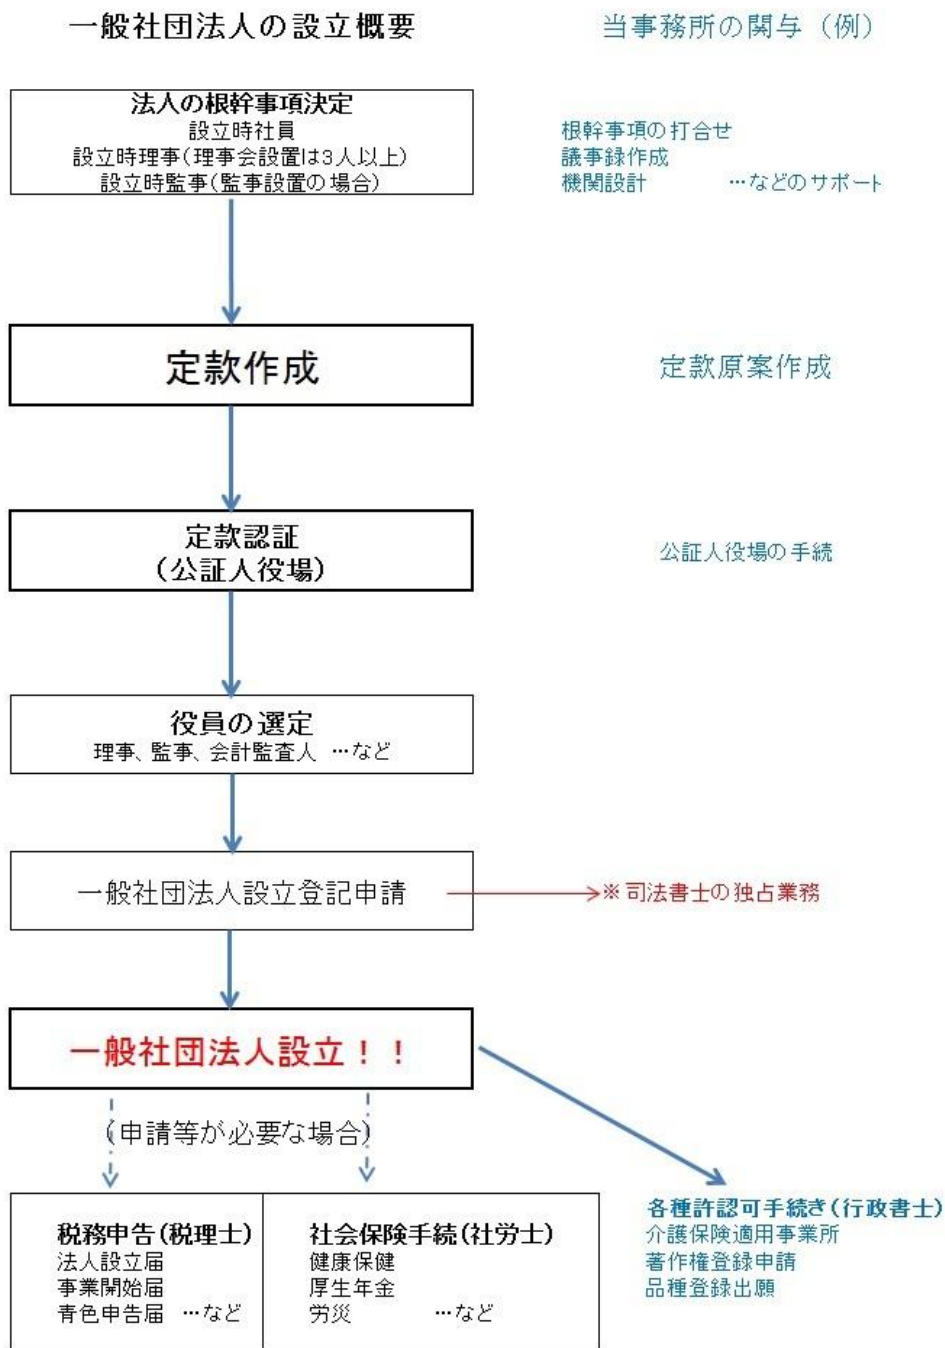 一般社団法人の設立概要
当事務所の関与（例）
法人の根幹事項決定
設立時社員
設立時理事（理事会設置は3人以上）
設立時監事（監事設置の場合）
根幹事項の打合せ
議事録作成
機関設計 …などのサポート
定款作成
定款原案作成
定款認証
（公証人役場）
公証人役場の手続
役員の選定
理事、監事、会計監査人 …など
一般社団法人設立登記申請
※司法書士の独占業務
一般社団法人設立！！
（申請等が必要な場合）
税務申告（税理士）
法人設立届
事業開始届
青色申告届 …など
社会保険手続（社労士）
健康保健
厚生年金
労災 …など
各種許認可手続き（行政書士）
介護保険適用事業所
著作権登録申請
品種登録出願